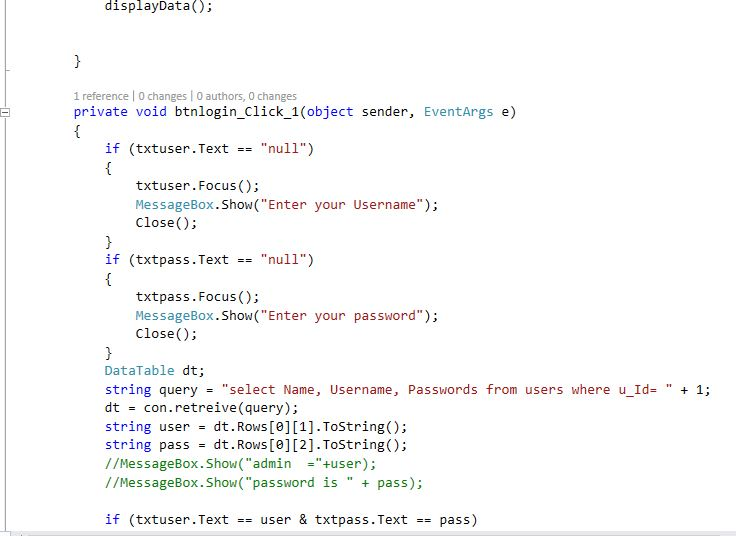 displayData();
}
1 reference | 0 changes | 0 authors, 0 changes
private void btnlogin_Click_1(object sender, EventArgs e)
{
if (txtuser.Text == "null")
{
txtuser.Focus();
MessageBox.Show("Enter your Username");
Close();
}
if (txtpass.Text == "null")
{
txtpass.Focus();
MessageBox.Show("Enter your password");
Close();
}
DataTable dt;
string query = "select Name, Username, Passwords from users where u_Id= " + 1;
dt = con.retreive(query);
string user = dt.Rows[0][1].ToString();
string pass = dt.Rows[0][2].ToString();
//MessageBox.Show("admin  ="+user);
//MessageBox.Show("password is " + pass);
if (txtuser.Text == user & txtpass.Text == pass)